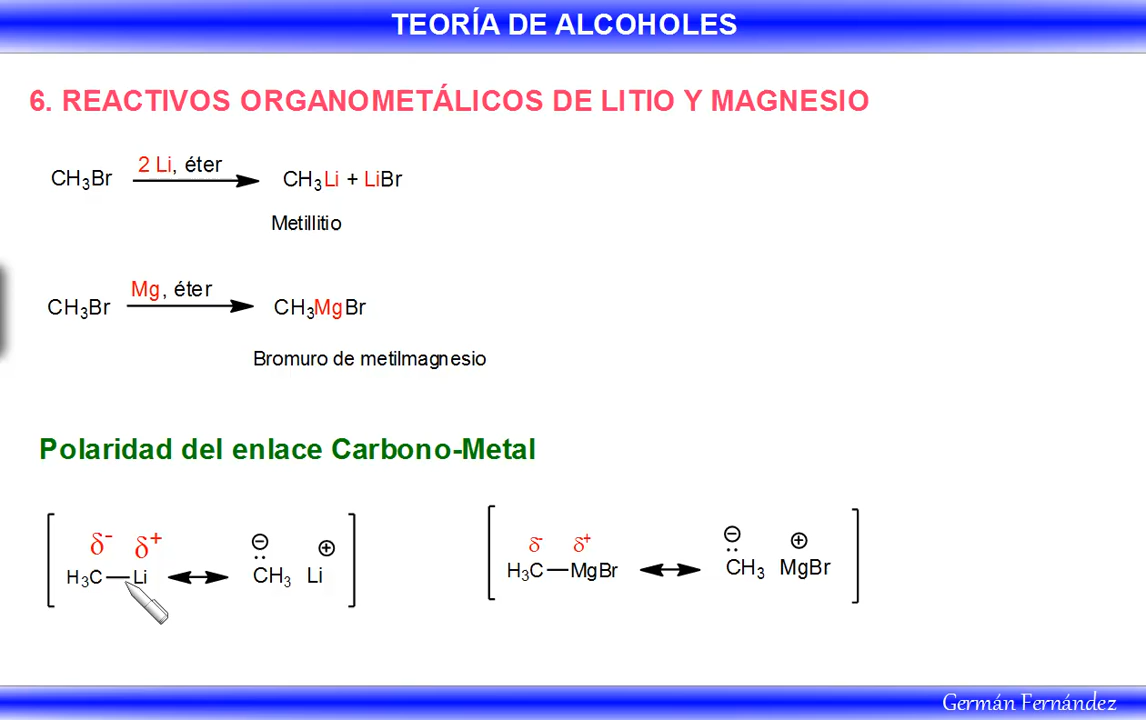 TEORÍA DE ALCOHOLES
6. REACTIVOS ORGANOMETÁLICOS DE LITIO Y MAGNESIO
2 Li, éter
CH₃Br CH₃Li + LiBr
Metillitio
Mg, éter
CH₃Br CH₃MgBr
Bromuro de metilmagnesio
Polaridad del enlace Carbono-Metal
δ⁻ δ⁺ ⊖ ⊕ δ⁻ δ⁺ ⊖ ⊕
H₃C—Li ↔ CH₃ Li H₃C—MgBr ↔ CH₃ MgBr
Germán Fernández